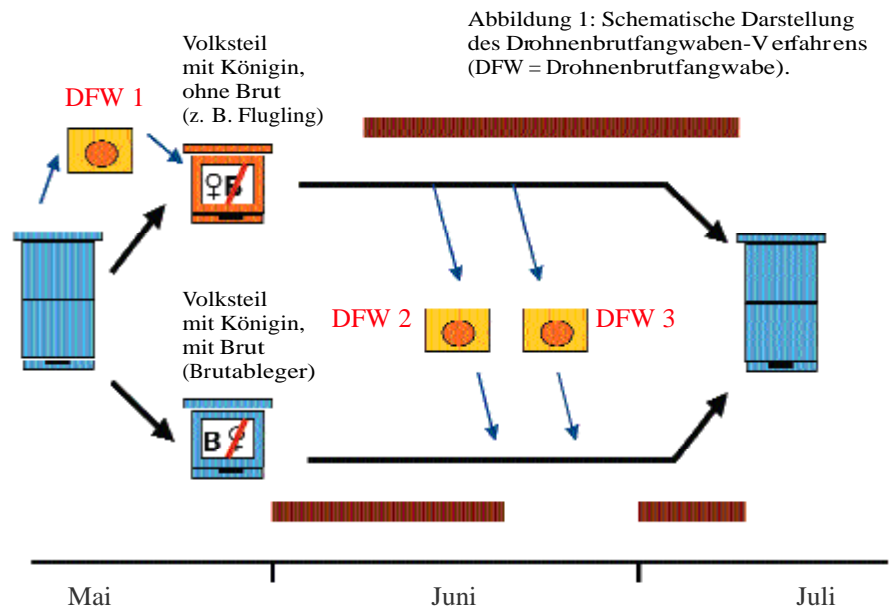 Abbildung 1: Schematische Darstellung
des Drohnenbrutfangwaben-Verfahrens
(DFW = Drohnenbrutfangwabe).
Volksteil
mit Königin,
ohne Brut
(z. B. Flugling)
DFW 1
♀B
Volksteil
mit Königin,
mit Brut
(Brutableger)
B♀
DFW 2
DFW 3
Mai
Juni
Juli